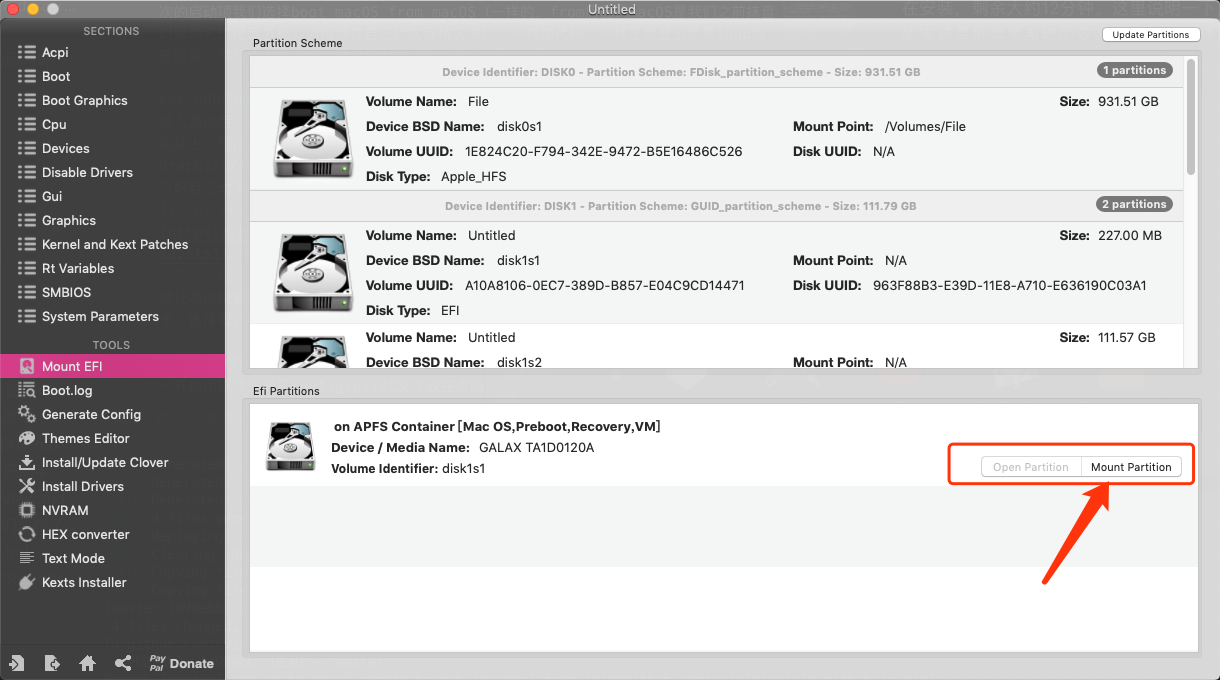 Untitled
SECTIONS
Acpi
Boot
Boot Graphics
Cpu
Devices
Disable Drivers
Gui
Graphics
Kernel and Kext Patches
Rt Variables
SMBIOS
System Parameters
TOOLS
Mount EFI
Boot.log
Generate Config
Themes Editor
Install/Update Clover
Install Drivers
NVRAM
HEX converter
Text Mode
Kexts Installer
Pay
Pal
Donate
Partition Scheme
Update Partitions
Device Identifier: DISK0 - Partition Scheme: FDisk_partition_scheme - Size: 931.51 GB
1 partitions
Volume Name: File
Size: 931.51 GB
Device BSD Name: disk0s1
Mount Point: /Volumes/File
Volume UUID: 1E824C20-F794-342E-9472-B5E16486C526
Disk UUID: N/A
Disk Type: Apple_HFS
Device Identifier: DISK1 - Partition Scheme: GUID_partition_scheme - Size: 111.79 GB
2 partitions
Volume Name: Untitled
Size: 227.00 MB
Device BSD Name: disk1s1
Mount Point: N/A
Volume UUID: A10A8106-0EC7-389D-B857-E04C9CD14471
Disk UUID: 963F88B3-E39D-11E8-A710-E636190C03A1
Disk Type: EFI
Volume Name: Untitled
Size: 111.57 GB
Device BSD Name: disk1s2
Mount Point: N/A
Efi Partitions
on APFS Container [Mac OS,Preboot,Recovery,VM]
Device / Media Name: GALAX TA1D0120A
Volume Identifier: disk1s1
Open Partition
Mount Partition